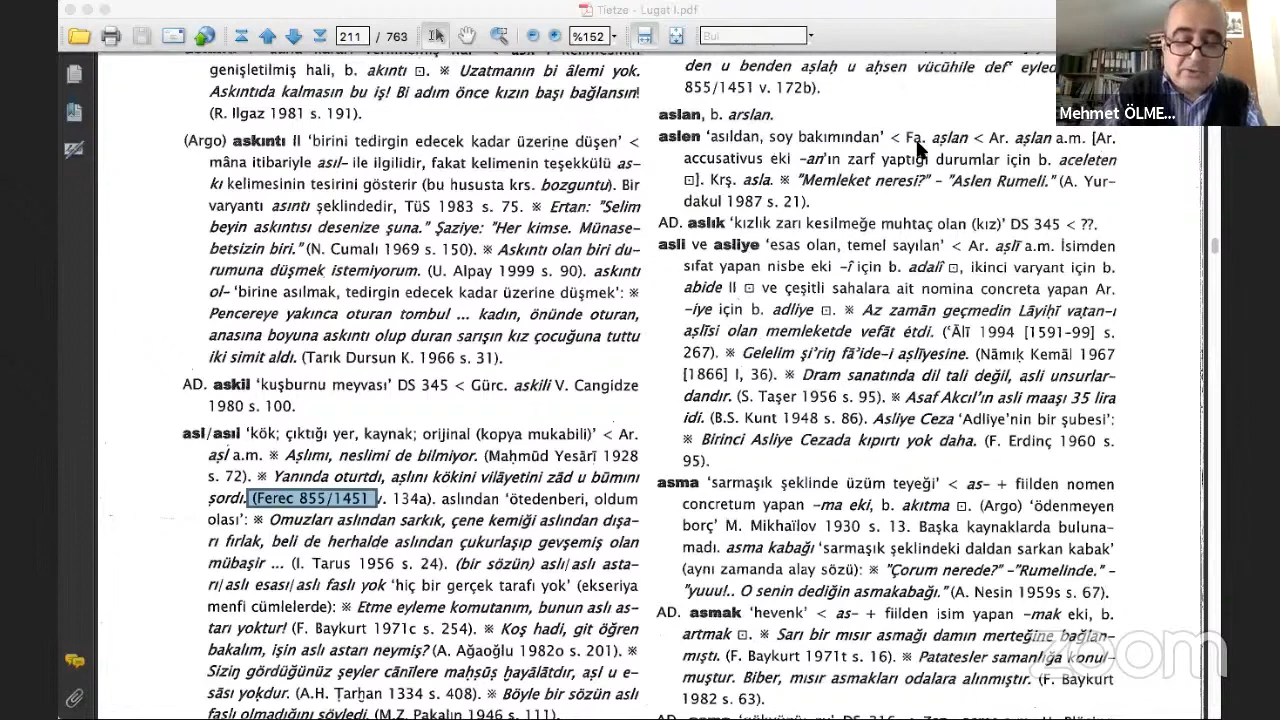 Tietze - Lugat I.pdf
211 / 763
%152
Bul
genişletilmiş hali, b. akıntı ⊡. ※ Uzatmanın bi âlemi yok.
Askıntıda kalmasın bu iş! Bi adım önce kızın başı bağlansın!
(R. Ilgaz 1981 s. 191).
(Argo) askıntı II 'birini tedirgin edecek kadar üzerine düşen' <
mâna itibariyle asıl- ile ilgilidir, fakat kelimenin teşekkülü as-
kı kelimesinin tesirini gösterir (bu hususta krs. bozguntu). Bir
varyantı asıntı şeklindedir, TüS 1983 s. 75. ※ Ertan: "Selim
beyin askıntısı desenize şuna." Şaziye: "Her kimse. Münase-
betsizin biri." (N. Cumalı 1969 s. 150). ※ Askıntı olan bi du-
rumuna düşmek istemiyorum. (U. Alpay 1999 s. 90). askıntı
ol- 'birine asılmak, tedirgin edecek kadar üzerine düşmek': ※
Pencereye yakınca oturan tombul ... kadın, önünde oturan,
anasına boyuna askıntı olup duran sarışın kız çocuğuna tuttu
iki simit aldı. (Tarık Dursun K. 1966 s. 31).
AD. askil 'kuşburnu meyvası' DS 345 < Gürc. askili V. Cangidze
1980 s. 100.
asl/asıl 'kök; çıktığı yer, kaynak; orijinal (kopya mukabili)' < Ar.
aṣl a.m. ※ Aṣlımı, neslimi de bilmiyor. (Maḥmūd Yesārī 1928
s. 72). ※ Yanında oturtdı, aṣlını kökini vilāyetini zād u būmını
ṣordı. (Ferec 855/1451 v. 134a). aslından 'ötedenberi, oldum
olası': ※ Omuzları aslından sarkık, çene kemiği aslından dışa-
rı fırlak, beli de herhalde aslından çukurlaşıp gevşemiş olan
mübaşir ... (I. Tarus 1956 s. 24). (bir sözün) aslı/aslı asta-
rı/aslı esası/aslı faslı yok 'hiç bir gerçek tarafı yok' (ekseriya
menfi cümlelerde): ※ Etme eyleme komutanım, bunun aslı as-
tarı yoktur! (F. Baykurt 1971c s. 254). ※ Koş hadi, git öğren
bakalım, işin aslı astarı neymiş? (A. Ağaoğlu 1982o s. 201). ※
Siziŋ gördüğünüz şeyler cānīlere maḫṣūṣ ḫayālātdır, aṣl u e-
sāsı yoḳdur. (A.H. Ṭarḫan 1334 s. 408). ※ Böyle bir sözün aslı
faslı olmadığını söyledi. (M.Z. Pakalın 1946 s. 111).
den u benden aṣlaḥ u aḥsen vücūhile def' eyled
855/1451 v. 172b).
aslan, b. arslan.
aslen 'asıldan, soy bakımından' < Fa. aṣlan < Ar. aṣlan a.m. [Ar.
accusativus eki -an'ın zarf yaptığı durumlar için b. aceleten
⊡]. Krş. asla. ※ "Memleket neresi?" - "Aslen Rumeli." (A. Yur-
dakul 1987 s. 21).
AD. aslık 'kızlık zarı kesilmeğe muhtaç olan (kız)' DS 345 < ??.
asli ve asliye 'esas olan, temel sayılan' < Ar. aṣlī a.m. İsimden
sıfat yapan nisbe eki -î için b. adalî ⊡, ikinci varyant için b.
abide II ⊡ ve çeşitli sahalara ait nomina concreta yapan Ar.
-iye için b. adliye ⊡. ※ Az zamān geçmedin Lāyiḥī vaṭan-ı
aṣlīsi olan memleketde vefāt étdi. (ʿĀlī 1994 [1591-99] s.
267). ※ Gelelim şi'riŋ fā'ide-i aṣlīyesine. (Nāmıḳ Kemāl 1967
[1866] I, 36). ※ Dram sanatında dil tali değil, asli unsurlar-
dandır. (S. Taşer 1956 s. 95). ※ Asaf Akcıl'ın asli maaşı 35 lira
idi. (B.S. Kunt 1948 s. 86). Asliye Ceza 'Adliye'nin bir şubesi':
※ Birinci Asliye Cezada kıpırtı yok daha. (F. Erdinç 1960 s.
95).
asma 'sarmaşık şeklinde üzüm teyeği' < as- + fiilden nomen
concretum yapan -ma eki, b. akıtma ⊡. (Argo) 'ödenmeyen
borç' M. Mikhaïlov 1930 s. 13. Başka kaynaklarda buluna-
madı. asma kabağı 'sarmaşık şeklindeki daldan sarkan kabak'
(aynı zamanda alay sözü): ※ "Çorum nerede?" -"Rumelinde." -
"yuuu!.. O senin dediğin asmakabağı." (A. Nesin 1959s s. 67).
AD. asmak 'hevenk' < as- + fiilden isim yapan -mak eki, b.
artmak ⊡. ※ Sarı bir mısır asmağı damın merteğine bağlan-
mıştı. (F. Baykurt 1971t s. 16). ※ Patatesler samanlığa konul-
muştur. Biber, mısır asmakları odalara alınmıştır. (F. Baykurt
1982 s. 63).
Mehmet ÖLME...
zoom